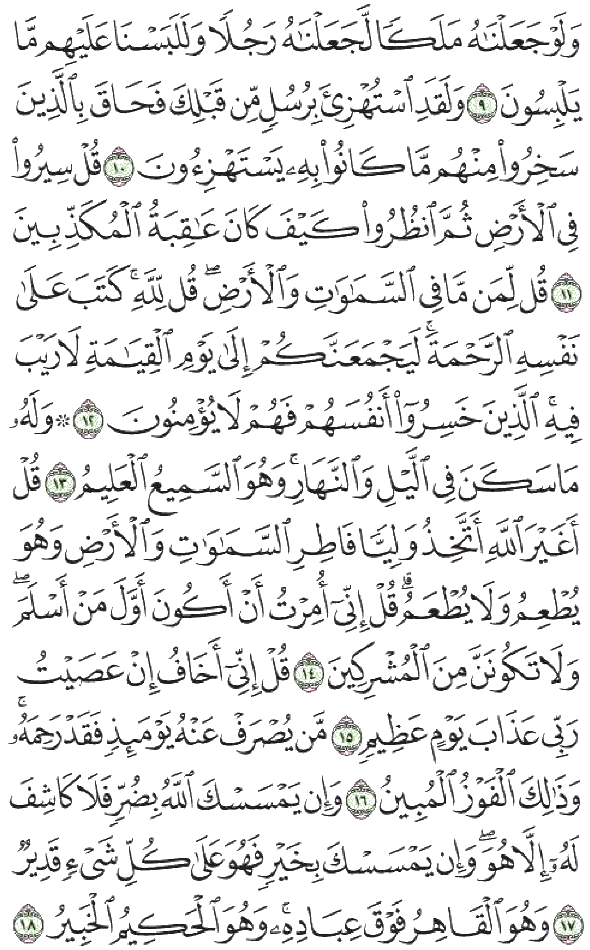 وَلَوْ جَعَلْنَٰهُ مَلَكًا لَّجَعَلْنَٰهُ رَجُلًا وَلَلَبَسْنَا عَلَيْهِم مَّا
يَلْبِسُونَ ٩ وَلَقَدِ ٱسْتُهْزِئَ بِرُسُلٍ مِّن قَبْلِكَ فَحَاقَ بِٱلَّذِينَ
سَخِرُوا۟ مِنْهُم مَّا كَانُوا۟ بِهِۦ يَسْتَهْزِءُونَ ١٠ قُلْ سِيرُوا۟
فِى ٱلْأَرْضِ ثُمَّ ٱنظُرُوا۟ كَيْفَ كَانَ عَٰقِبَةُ ٱلْمُكَذِّبِينَ
١١ قُل لِّمَن مَّا فِى ٱلسَّمَٰوَٰتِ وَٱلْأَرْضِ ۖ قُل لِّلَّهِ ۚ كَتَبَ عَلَىٰ
نَفْسِهِ ٱلرَّحْمَةَ ۚ لَيَجْمَعَنَّكُمْ إِلَىٰ يَوْمِ ٱلْقِيَٰمَةِ لَا رَيْبَ
فِيهِ ۚ ٱلَّذِينَ خَسِرُوٓا۟ أَنفُسَهُمْ فَهُمْ لَا يُؤْمِنُونَ ١٢ ۞ وَلَهُۥ
مَا سَكَنَ فِى ٱلَّيْلِ وَٱلنَّهَارِ ۚ وَهُوَ ٱلسَّمِيعُ ٱلْعَلِيمُ ١٣ قُلْ
أَغَيْرَ ٱللَّهِ أَتَّخِذُ وَلِيًّا فَاطِرِ ٱلسَّمَٰوَٰتِ وَٱلْأَرْضِ وَهُوَ
يُطْعِمُ وَلَا يُطْعَمُ ۗ قُلْ إِنِّىٓ أُمِرْتُ أَنْ أَكُونَ أَوَّلَ مَنْ أَسْلَمَ ۖ
وَلَا تَكُونَنَّ مِنَ ٱلْمُشْرِكِينَ ١٤ قُلْ إِنِّىٓ أَخَافُ إِنْ عَصَيْتُ
رَبِّى عَذَابَ يَوْمٍ عَظِيمٍ ١٥ مَّن يُصْرَفْ عَنْهُ يَوْمَئِذٍ فَقَدْ رَحِمَهُۥ ۚ
وَذَٰلِكَ ٱلْفَوْزُ ٱلْمُبِينُ ١٦ وَإِن يَمْسَسْكَ ٱللَّهُ بِضُرٍّ فَلَا كَاشِفَ
لَهُۥٓ إِلَّا هُوَ ۖ وَإِن يَمْسَسْكَ بِخَيْرٍ فَهُوَ عَلَىٰ كُلِّ شَىْءٍ قَدِيرٌ
١٧ وَهُوَ ٱلْقَاهِرُ فَوْقَ عِبَادِهِۦ ۚ وَهُوَ ٱلْحَكِيمُ ٱلْخَبِيرُ ١٨